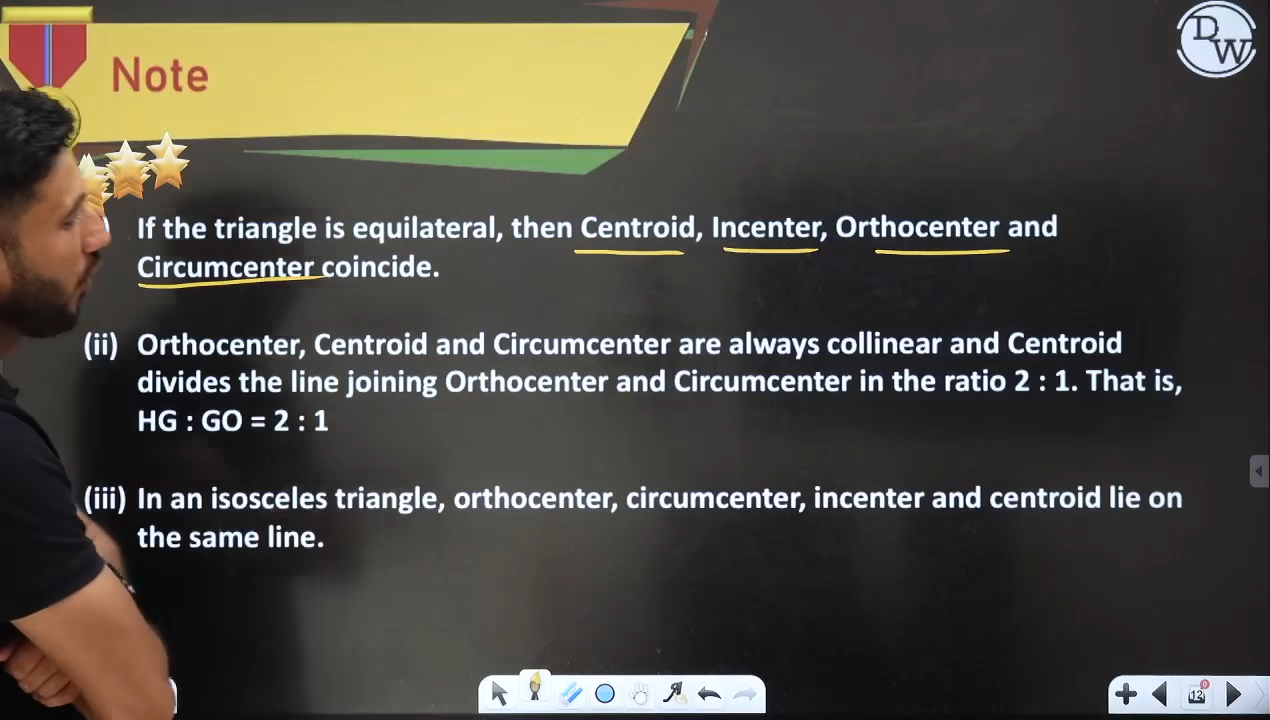 Note
PW
If the triangle is equilateral, then Centroid, Incenter, Orthocenter and
Circumcenter coincide.
(ii) Orthocenter, Centroid and Circumcenter are always collinear and Centroid
divides the line joining Orthocenter and Circumcenter in the ratio 2 : 1. That is,
HG : GO = 2 : 1
(iii) In an isosceles triangle, orthocenter, circumcenter, incenter and centroid lie on
the same line.
12